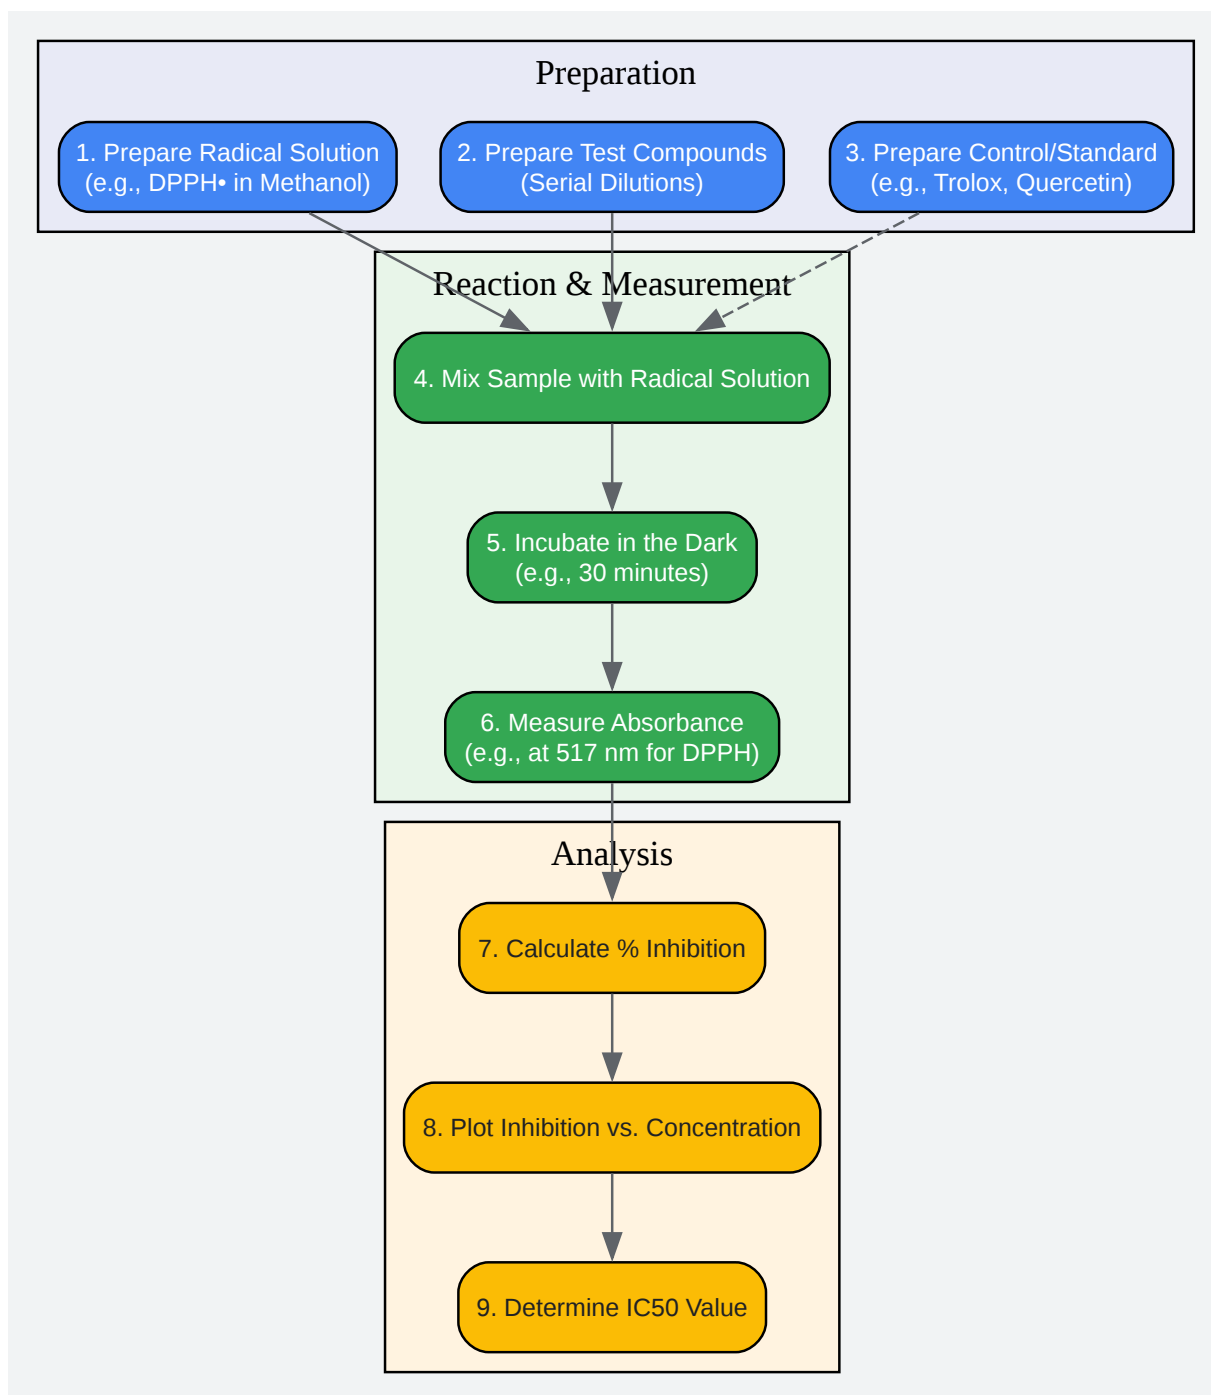 Preparation
1. Prepare Radical Solution
(e.g., DPPH• in Methanol)
2. Prepare Test Compounds
(Serial Dilutions)
3. Prepare Control/Standard
(e.g., Trolox, Quercetin)
Reaction & Measurement
4. Mix Sample with Radical Solution
5. Incubate in the Dark
(e.g., 30 minutes)
6. Measure Absorbance
(e.g., at 517 nm for DPPH)
Analysis
7. Calculate % Inhibition
8. Plot Inhibition vs. Concentration
9. Determine IC50 Value